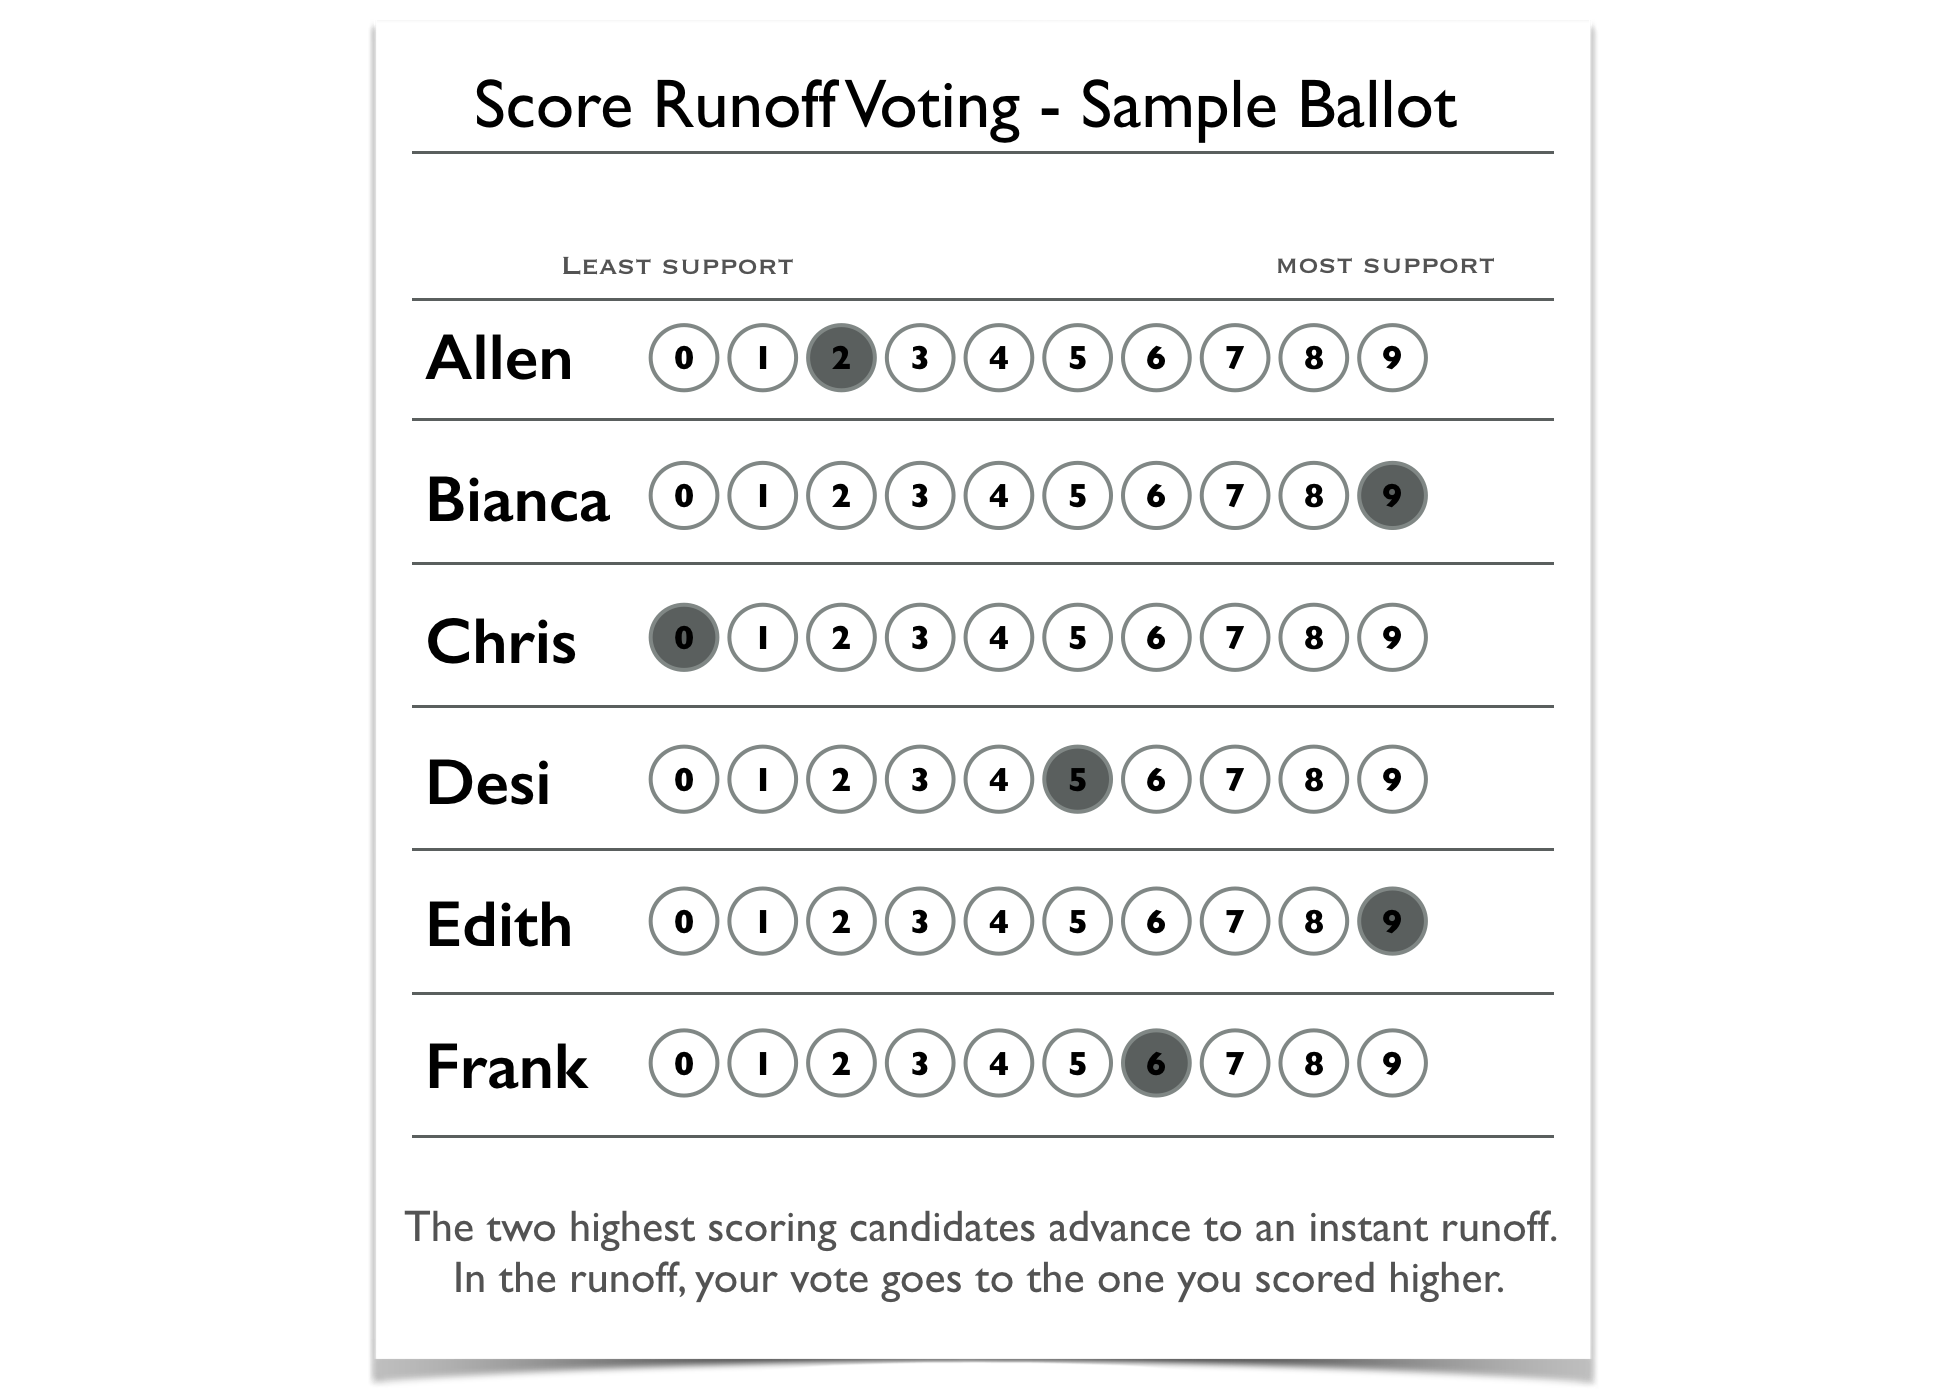 Score Runoff Voting - Sample Ballot
Least support most support
Allen 0 1 2 3 4 5 6 7 8 9
Bianca 0 1 2 3 4 5 6 7 8 9
Chris 0 1 2 3 4 5 6 7 8 9
Desi 0 1 2 3 4 5 6 7 8 9
Edith 0 1 2 3 4 5 6 7 8 9
Frank 0 1 2 3 4 5 6 7 8 9
The two highest scoring candidates advance to an instant runoff.
In the runoff, your vote goes to the one you scored higher.